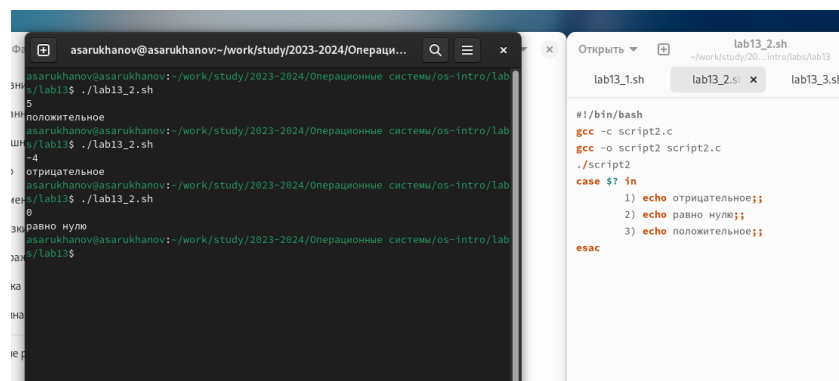 asarukhanov@asarukhanov:~/work/study/2023-2024/Операци...
asarukhanov@asarukhanov:~/work/study/2023-2024/Операционные системы/os-intro/lab
s/lab13$ ./lab13_2.sh
5
положительное
asarukhanov@asarukhanov:~/work/study/2023-2024/Операционные системы/os-intro/lab
s/lab13$ ./lab13_2.sh
-4
отрицательное
asarukhanov@asarukhanov:~/work/study/2023-2024/Операционные системы/os-intro/lab
s/lab13$ ./lab13_2.sh
0
равно нулю
asarukhanov@asarukhanov:~/work/study/2023-2024/Операционные системы/os-intro/lab
s/lab13$
Открыть
lab13_2.sh
~/work/study/20...intro/labs/lab13
lab13_1.sh lab13_2.s lab13_3.s
#!/bin/bash
gcc -c script2.c
gcc -o script2 script2.c
./script2
case $? in
1) echo отрицательное;;
2) echo равно нулю;;
3) echo положительное;;
esac